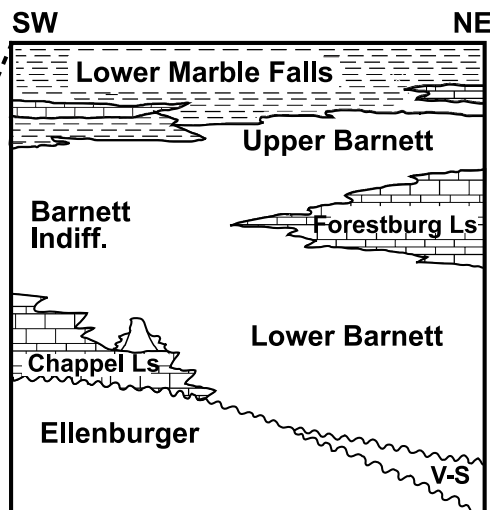 SW
NE
Lower Marble Falls
Upper Barnett
Barnett
Indiff.
Forestburg Ls
Lower Barnett
Chappel Ls
Ellenburger
V-S